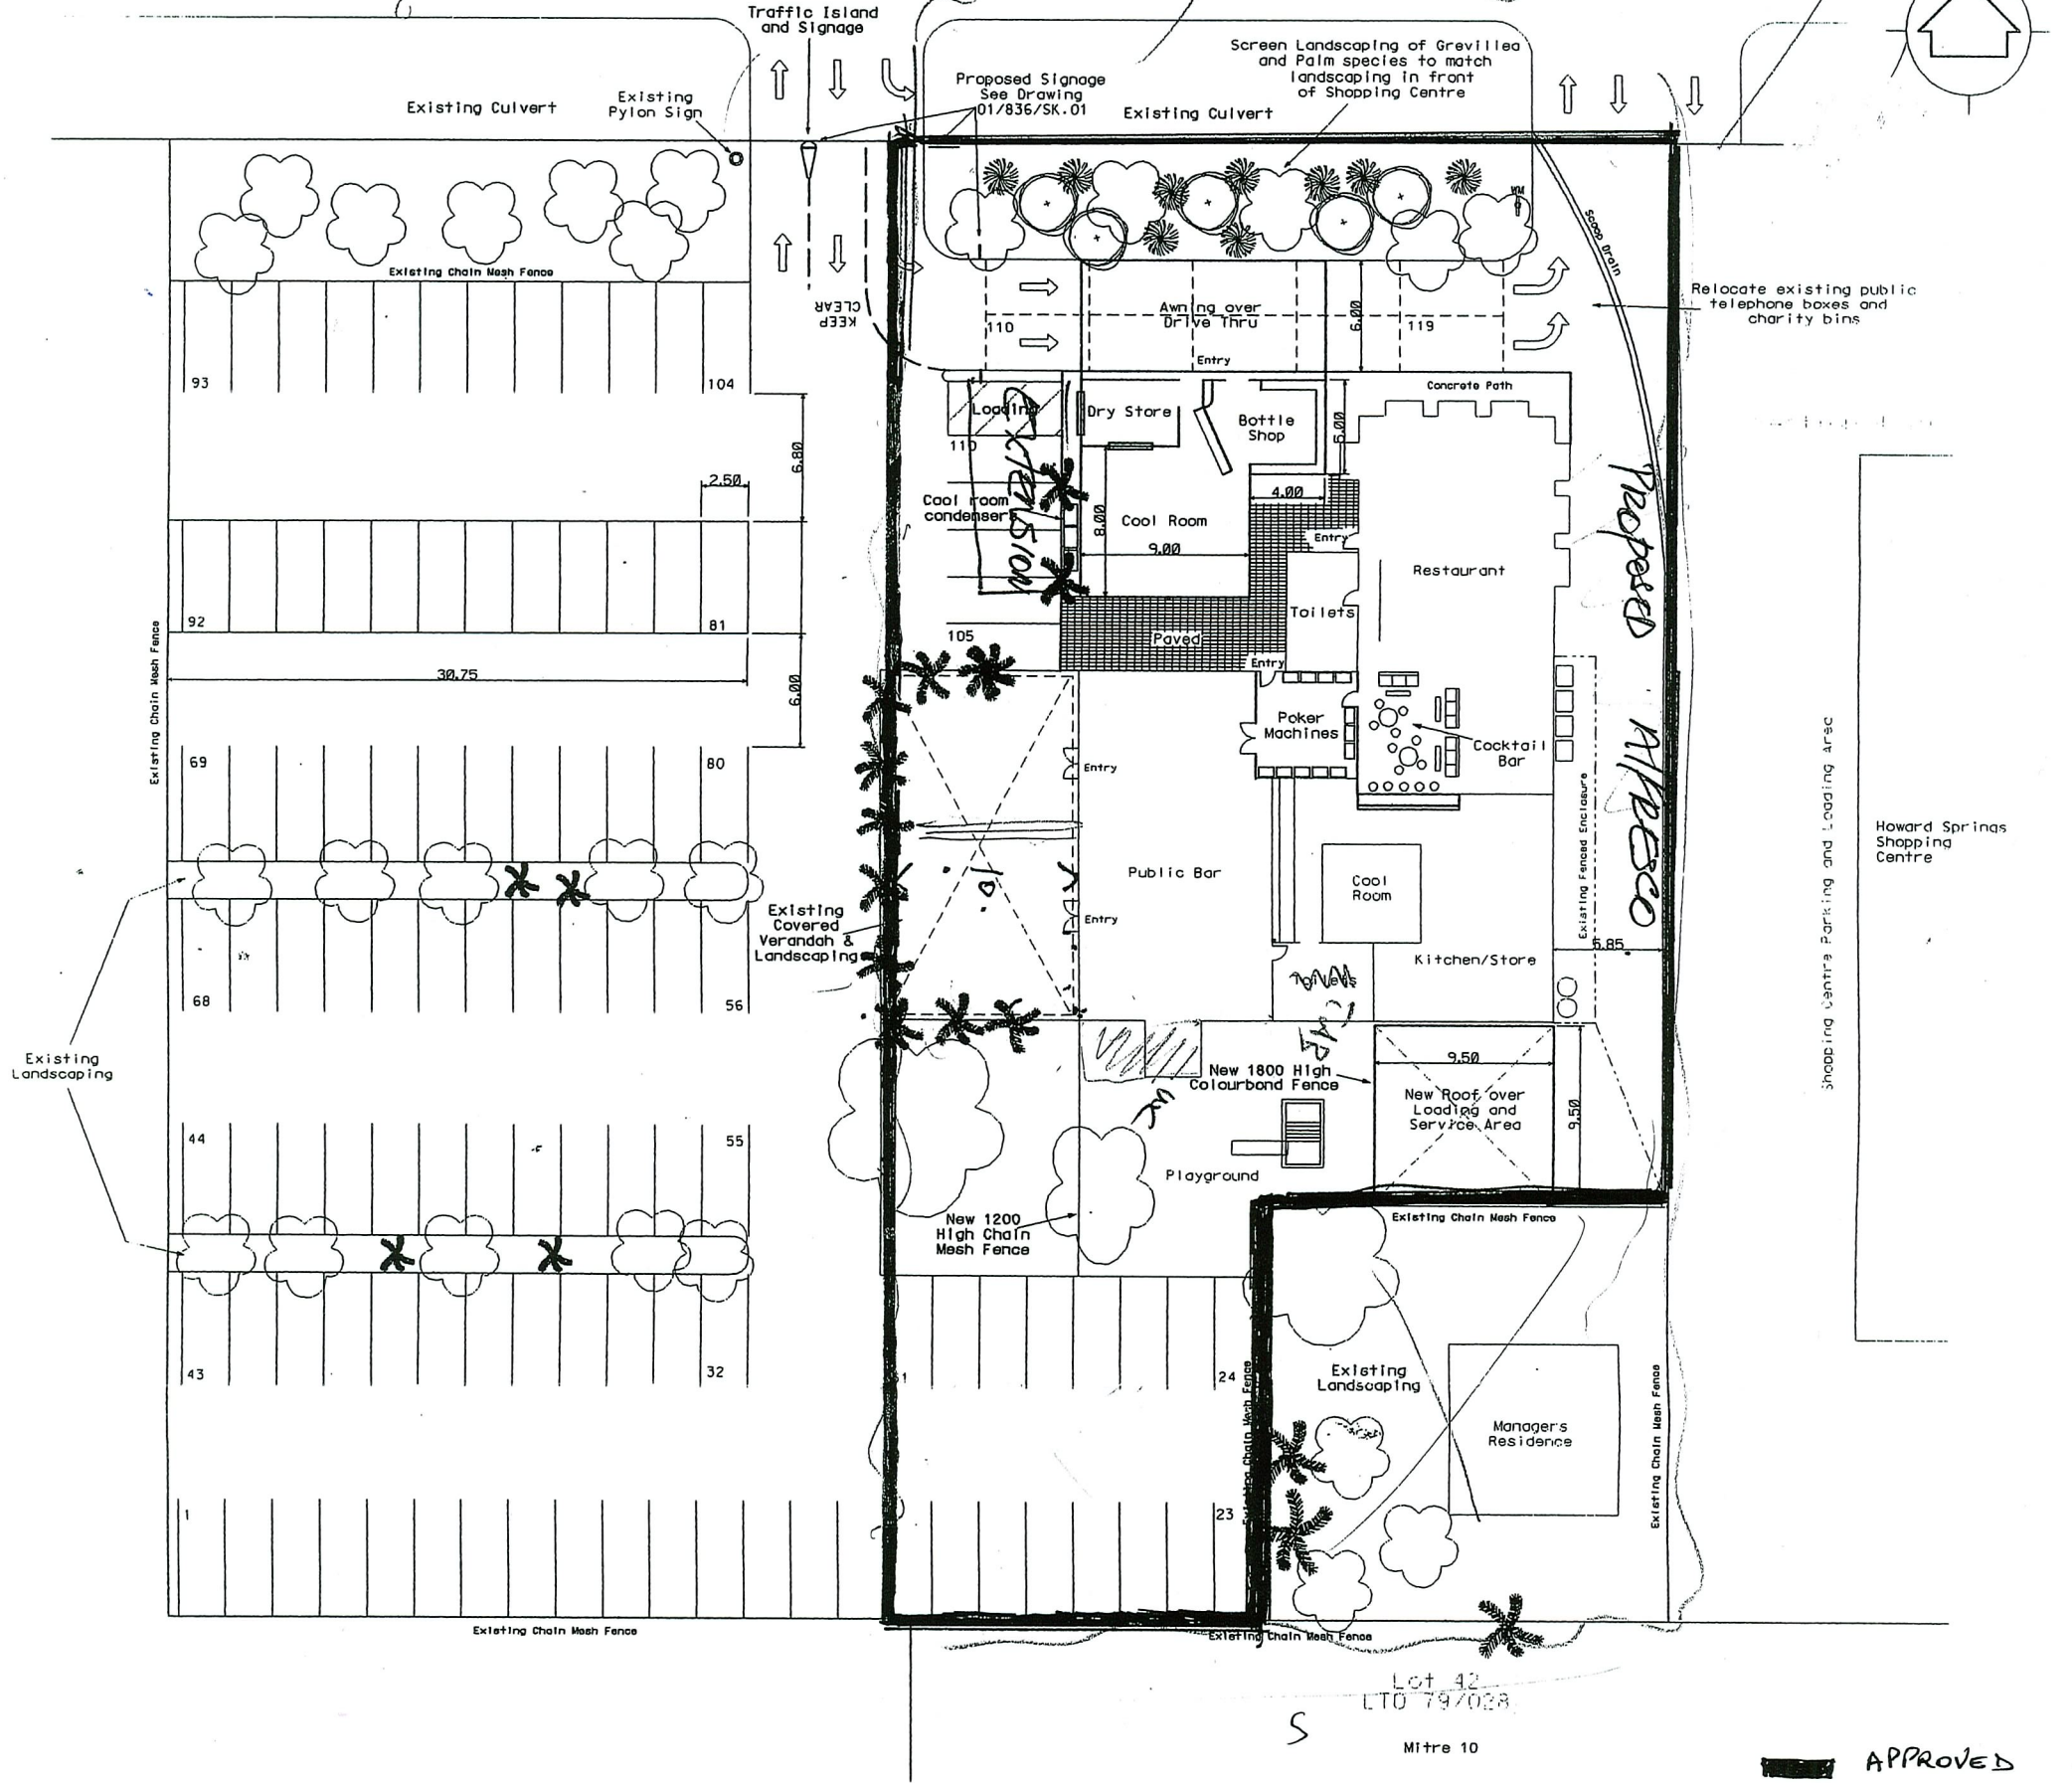 Traffic Island
and Signage
Screen Landscaping of Grevillea
and Palm species to match
landscaping in front
of Shopping Centre
Proposed Signage
See Drawing
01/836/SK.01
Existing
Pylon Sign
Existing Culvert
Existing Culvert
Scoop Drain
Existing Chain Mesh Fence
Relocate existing public
telephone boxes and
charity bins
KEEP
CLEAR
Awning over
Drive Thru
110
119
6.00
Entry
93
104
Concrete Path
Loading
Dry Store
Bottle
Shop
5.00
110
6.80
2.50
4.00
Cool room
condensers
EXTENSION
8.00
Cool Room
9.00
Entry
Restaurant
Proposed
Alfresco
92
81
Toilets
105
Paved
Entry
30.75
6.00
Existing Chain Mesh Fence
Poker
Machines
Cocktail
Bar
69
80
Entry
Existing Fenced Enclosure
Shopping Centre Parking and Loading Area
Howard Springs
Shopping
Centre
Public Bar
Cool
Room
Existing
Covered
Verandah &
Landscaping
Entry
5.85
Kitchen/Store
68
56
Existing
Landscaping
New 1800 High
Colourbond Fence
9.50
New Roof over
Loading and
Service Area
9.50
44
55
Playground
New 1200
High Chain
Mesh Fence
Existing Chain Mesh Fence
43
32
24
Existing
Landscaping
Existing Chain Mesh Fence
Managers
Residence
Existing Chain Mesh Fence
1
23
Existing Chain Mesh Fence
Existing Chain Mesh Fence
Lot 42
LTO 79/028
S
Mitre 10
APPROVED